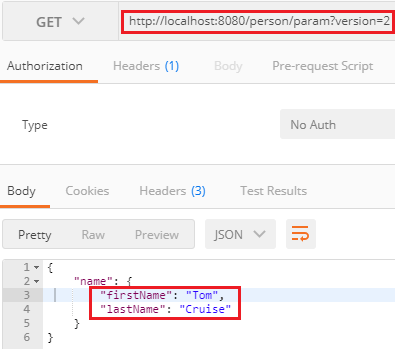 GET http://localhost:8080/person/param?version=2
Authorization Headers (1) Body Pre-request Script
Type No Auth
Body Cookies Headers (3) Test Results
Pretty Raw Preview JSON
1 {
2 "name": {
3 "firstName": "Tom",
4 "lastName": "Cruise"
5 }
6 }